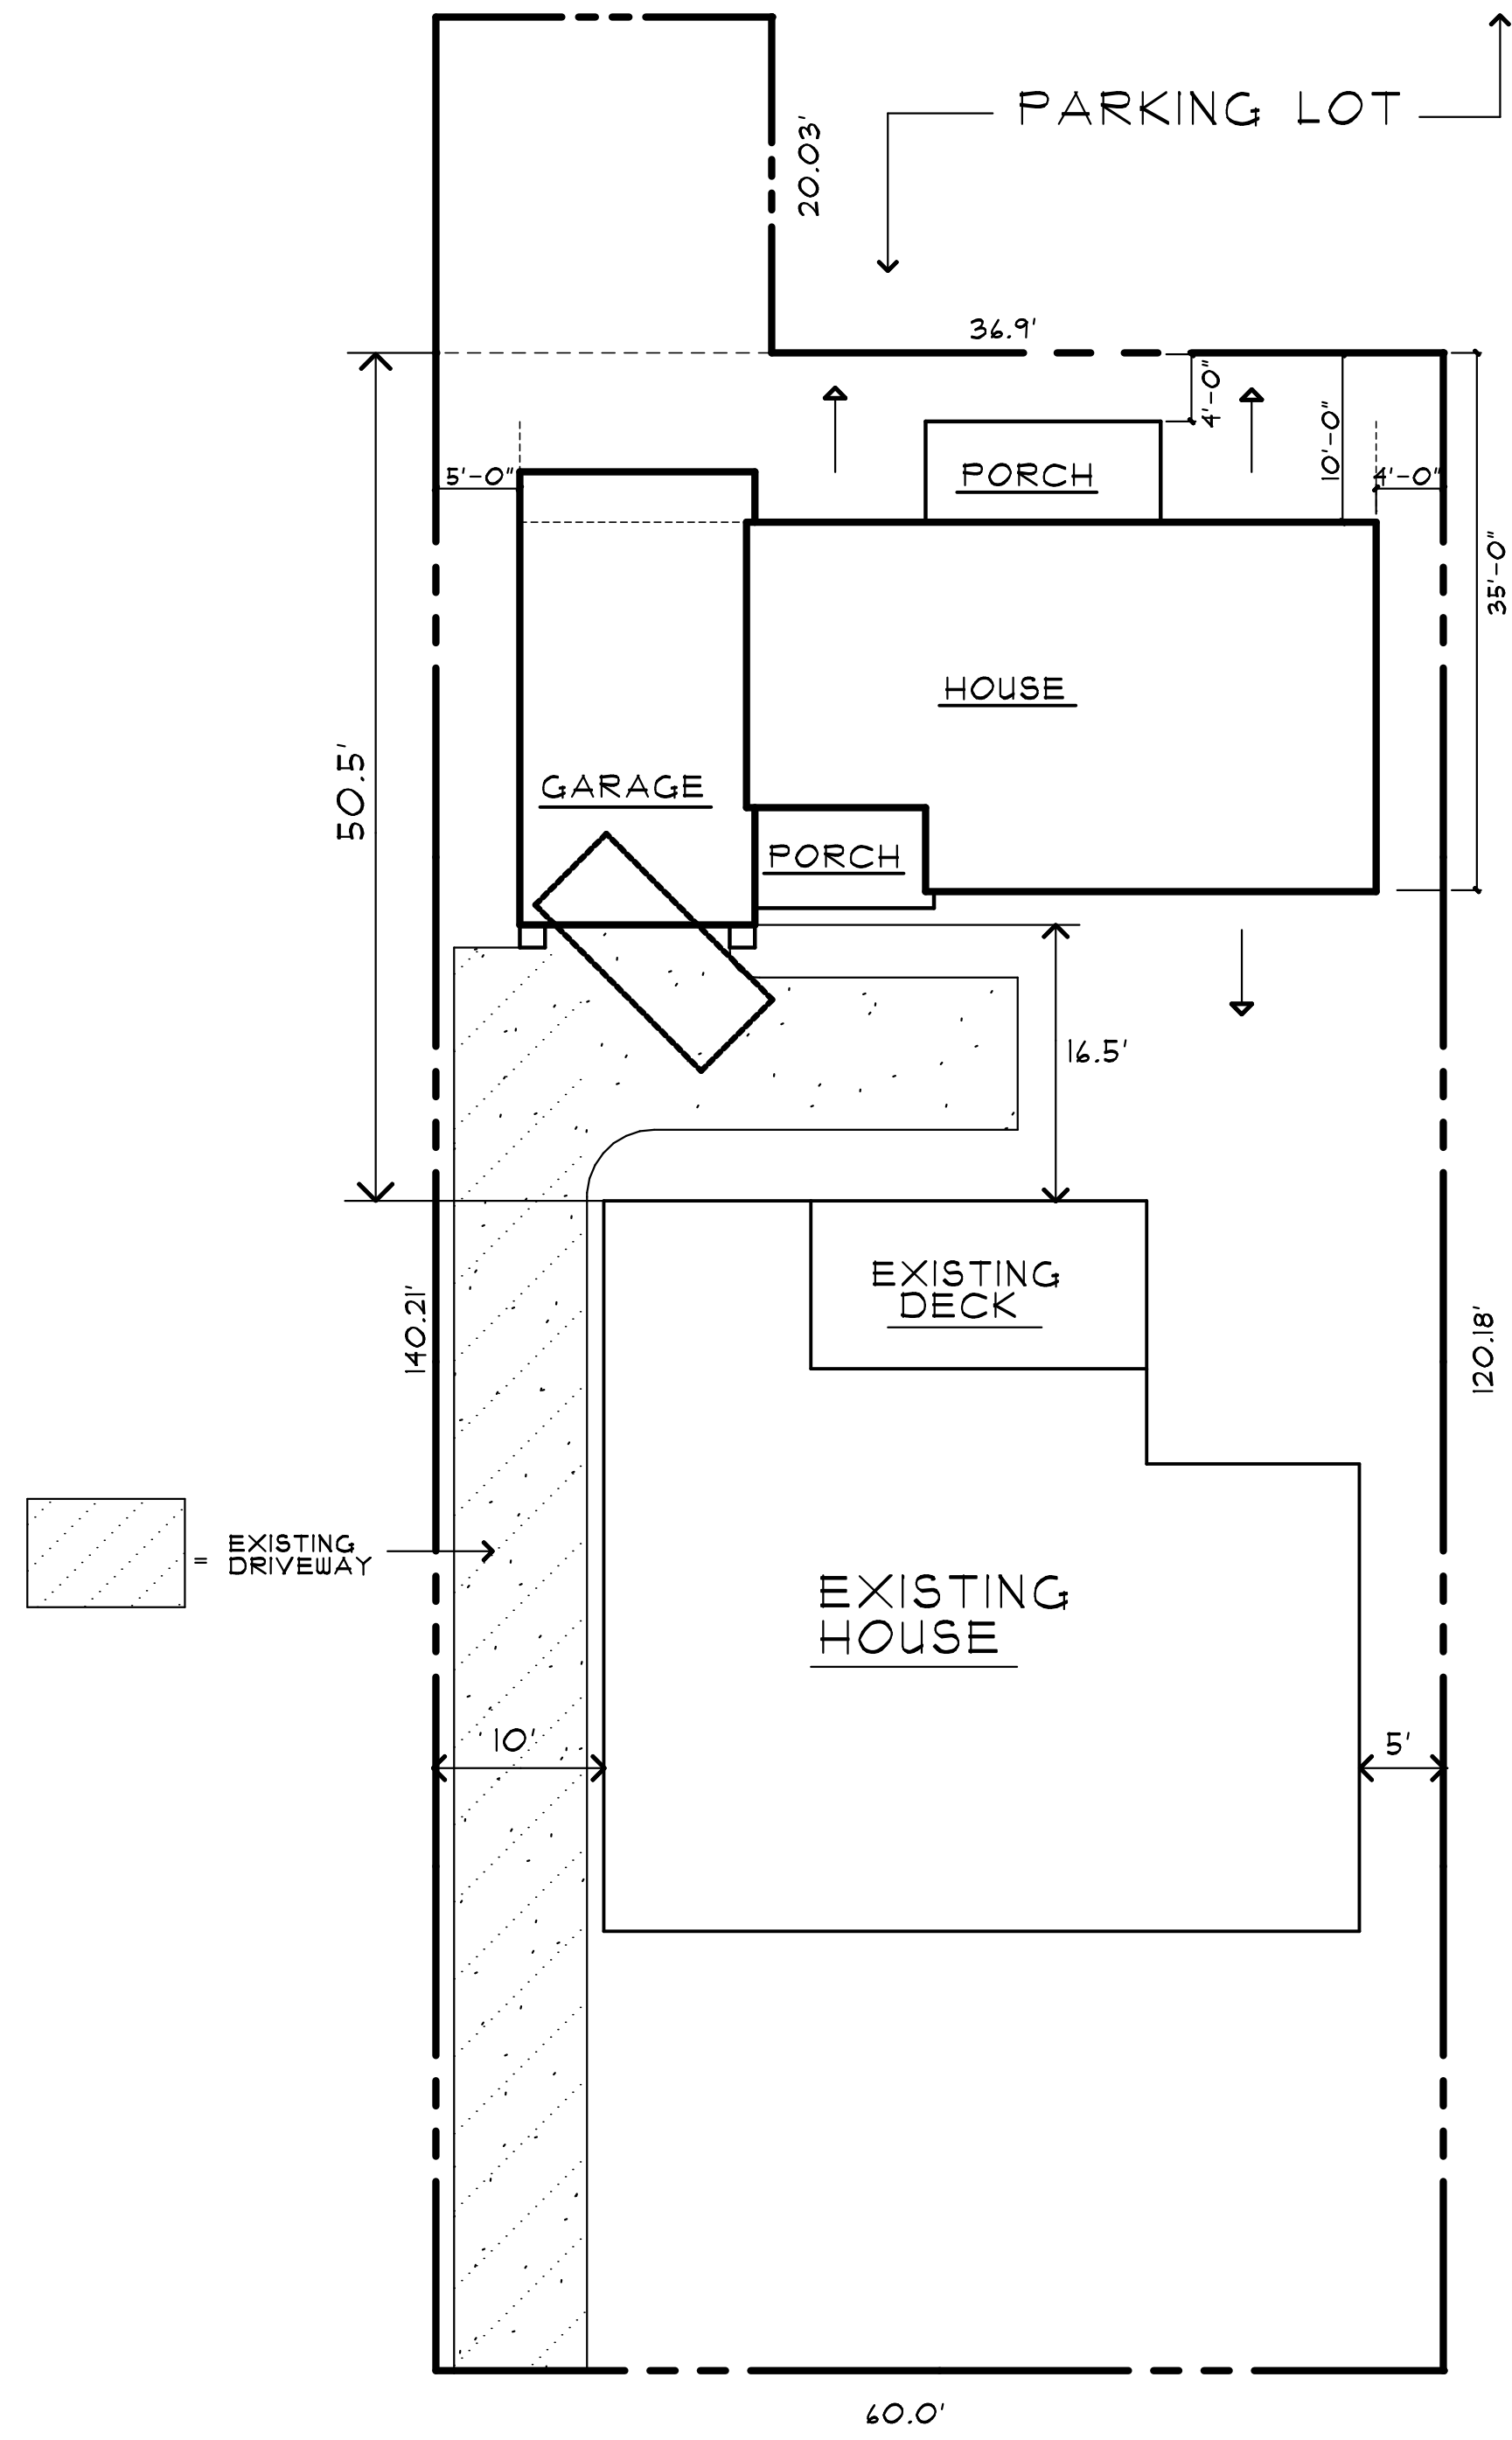 PARKING LOT
20.03'
36.9'
4'-0"
10'-0"
4'-0"
5'-0"
PORCH
35'-0"
HOUSE
50.5'
GARAGE
PORCH
16.5'
EXISTING
DECK
140.21'
120.18'
= EXISTING
DRIVEWAY
EXISTING
HOUSE
10'
5'
60.0'